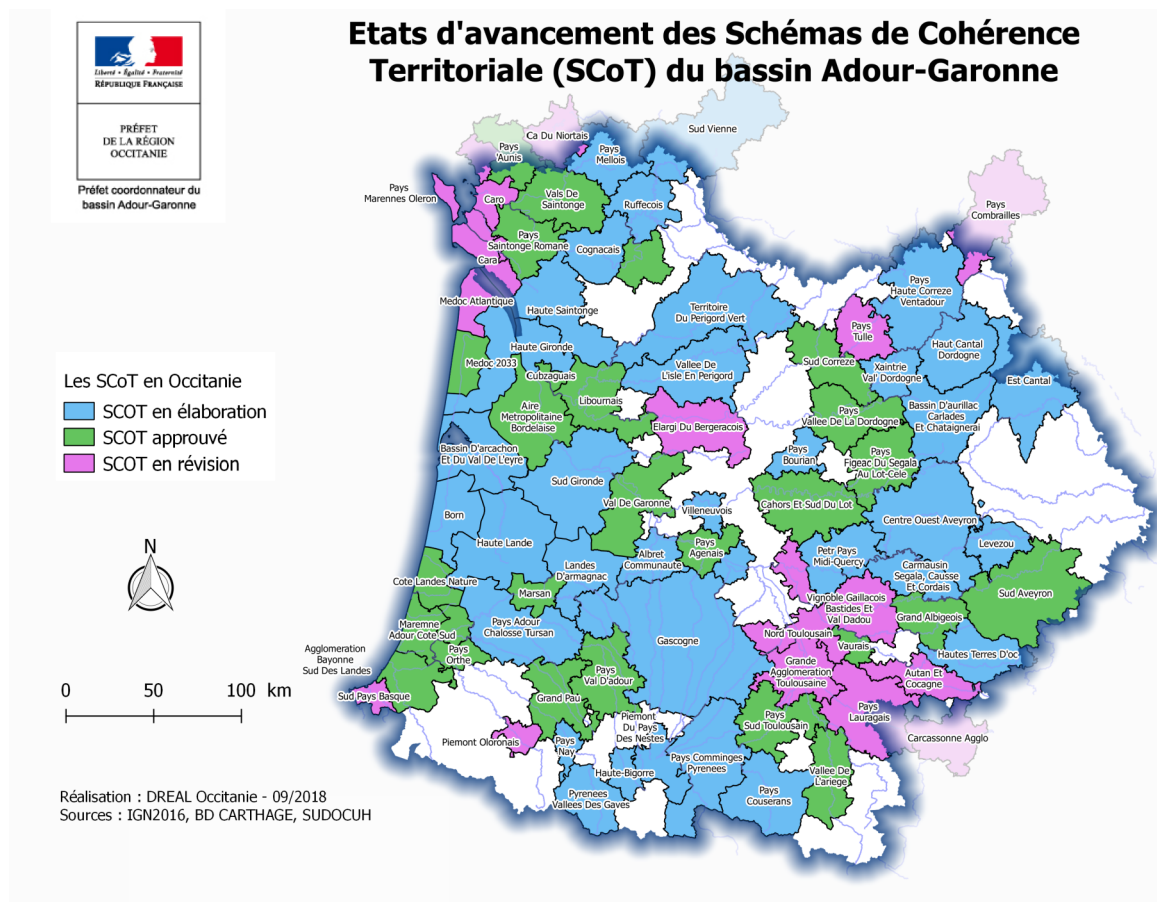 Etats d'avancement des Schémas de Cohérence
Territoriale (SCoT) du bassin Adour-Garonne
Liberté • Égalité • Fraternité
RÉPUBLIQUE FRANÇAISE
PRÉFET
DE LA RÉGION
OCCITANIE
Préfet coordonnateur du
bassin Adour-Garonne
Sud Vienne
Ca Du Niortais
Pays
Aunis
Pays
Mellois
Pays
Marennes Oleron
Caro
Vals De
Saintonge
Ruffecois
Pays
Combrailles
Pays
Saintonge Romane
Cognacais
Cara
Medoc Atlantique
Haute Saintonge
Territoire
Du Perigord Vert
Pays
Haute Correze
Ventadour
Pays
Tulle
Haute Gironde
Medoc 2033
Cubzaguais
Vallee De
L'isle En Perigord
Sud Correze
Xaintrie
Val' Dordogne
Haut Cantal
Dordogne
Est Cantal
Les SCoT en Occitanie
SCOT en élaboration
SCOT approuvé
SCOT en révision
Aire
Metropolitaine
Bordelaise
Libournais
Elargi Du Bergeracois
Pays
Vallee De La Dordogne
Bassin D'aurillac
Carlades
Et Chataignerai
Bassin D'arcachon
Et Du Val De L'eyre
Pays
Bourian
Pays
Figeac Du Segala
Au Lot-Cele
Sud Gironde
Val De Garonne
Villeneuvois
Cahors Et Sud Du Lot
Born
Centre Ouest Aveyron
Haute Lande
Albret
Communaute
Pays
Agenais
Petr Pays
Midi-Quercy
Levezou
Landes
D'armagnac
Carmausin
Segala, Causse
Et Cordais
N
Cote Landes Nature
Marsan
Vignoble Gaillacois
Bastides Et
Val Dadou
Sud Aveyron
Grand Albigeois
Maremne
Adour Cote Sud
Pays Adour
Chalosse Tursan
Gascogne
Nord Toulousain
Vaurais
Hautes Terres D'oc
Agglomeration
Bayonne
Sud Des Landes
Pays
Orthe
Pays
Val D'adour
Grande
Agglomeration
Toulousaine
Autan Et
Cocagne
0 50 100 km
Sud Pays Basque
Grand Pau
Pays
Lauragais
Piemont Oloronais
Pays
Nay
Piemont
Du Pays
Des Nestes
Pays
Sud Toulousain
Carcassonne Agglo
Haute-Bigorre
Pays Comminges
Pyrenees
Vallee De
L'ariege
Pyrenees
Vallees Des Gaves
Pays
Couserans
Réalisation : DREAL Occitanie - 09/2018
Sources : IGN2016, BD CARTHAGE, SUDOCUH